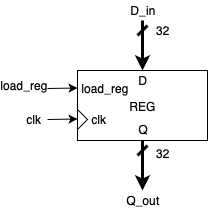 D_in
32
D
load_reg load_reg
REG
clk clk
Q
32
Q_out